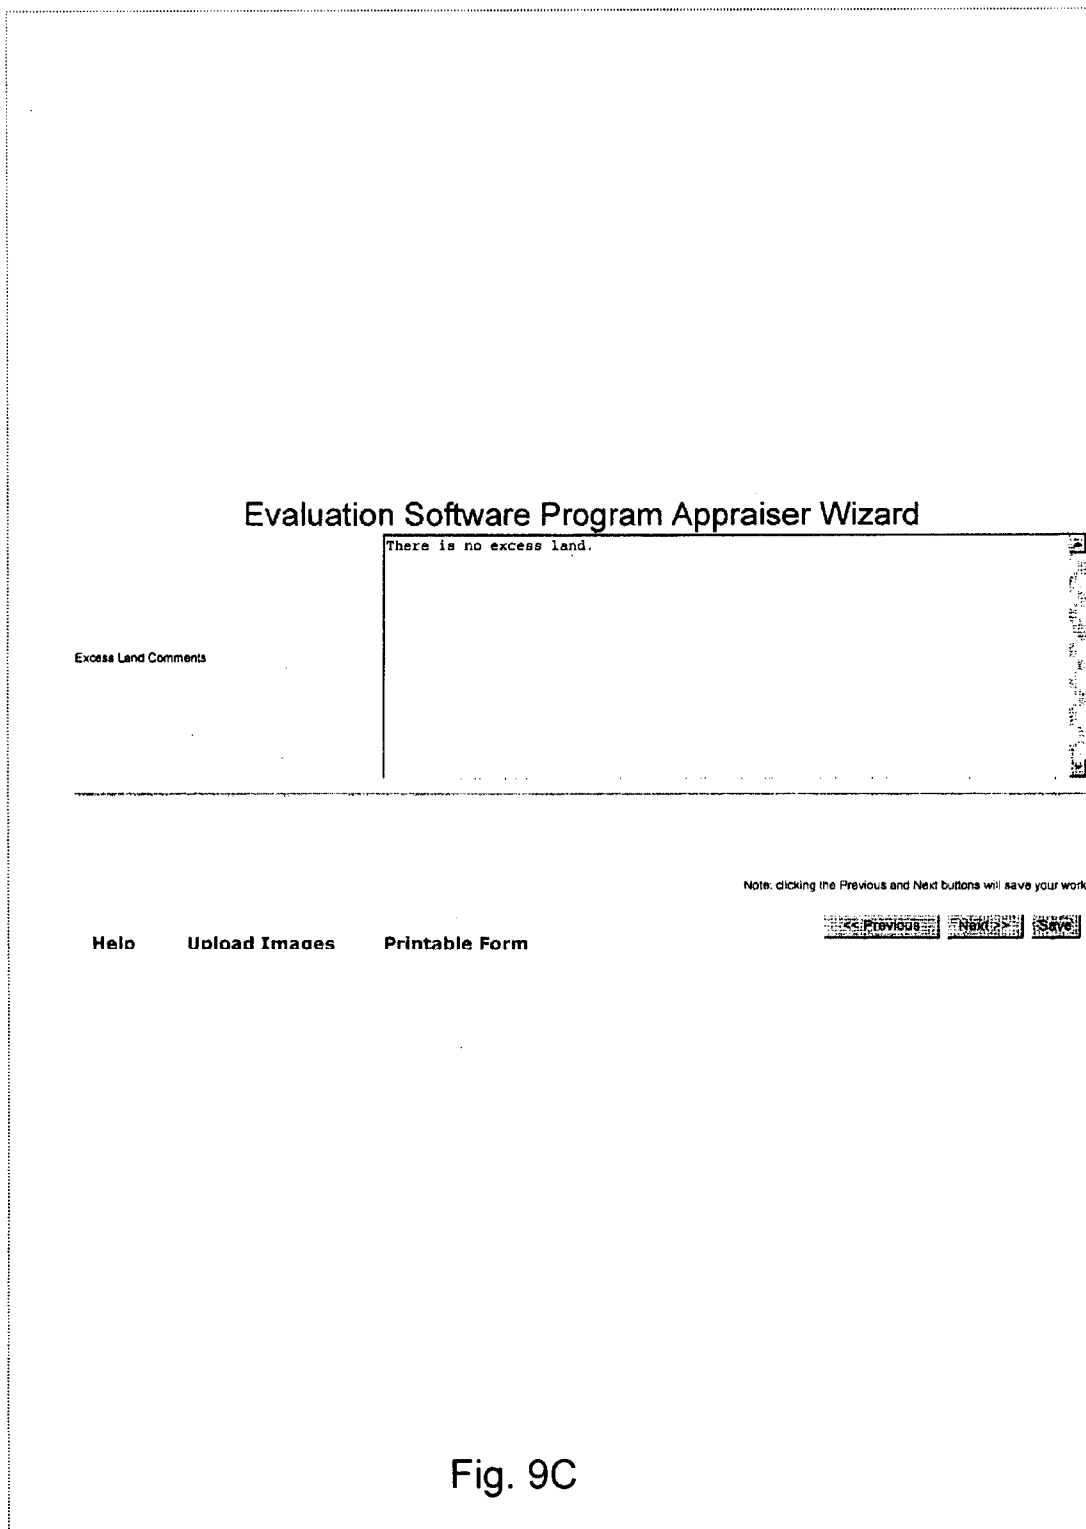 Evaluation Software Program Appraiser Wizard
There is no excess land.
Excess Land Comments
Note: clicking the Previous and Next buttons will save your work
<< Previous Next >> Save
Help Upload Images Printable Form
Fig. 9C